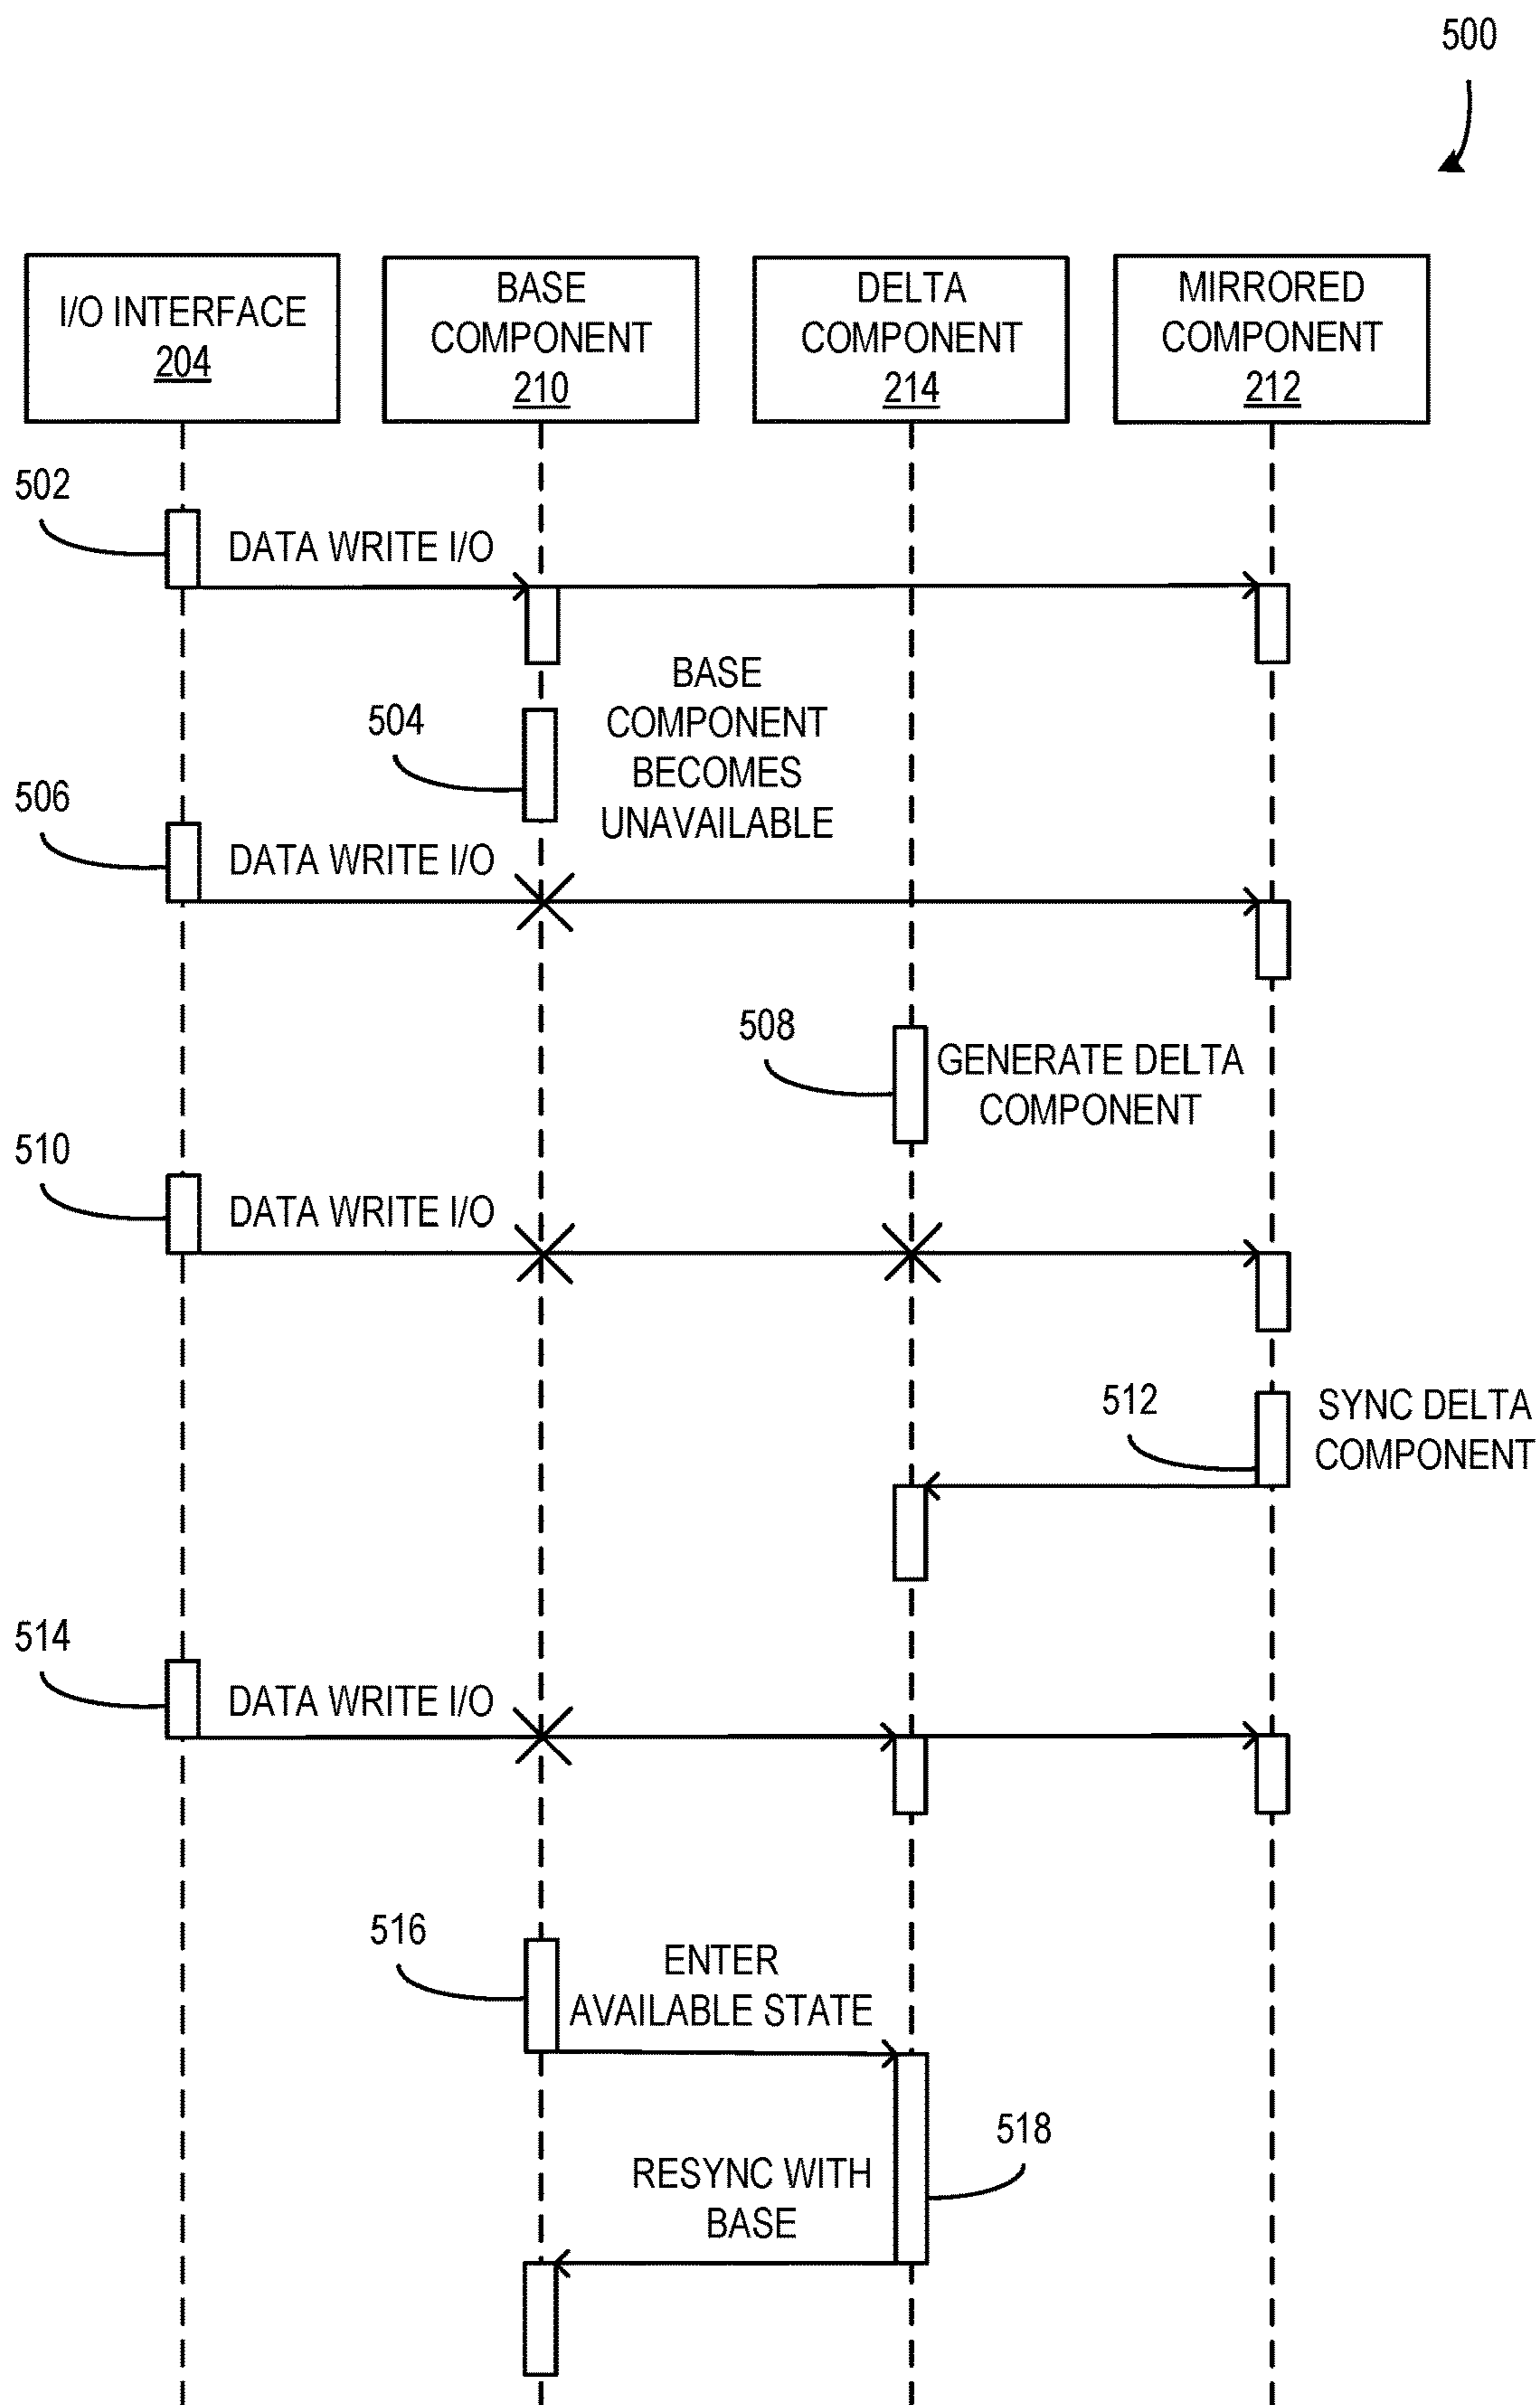 500
I/O INTERFACE
204
BASE
COMPONENT
210
DELTA
COMPONENT
214
MIRRORED
COMPONENT
212
502
DATA WRITE I/O
504
BASE
COMPONENT
BECOMES
UNAVAILABLE
506
DATA WRITE I/O
508
GENERATE DELTA
COMPONENT
510
DATA WRITE I/O
512
SYNC DELTA
COMPONENT
514
DATA WRITE I/O
516
ENTER
AVAILABLE STATE
518
RESYNC WITH
BASE